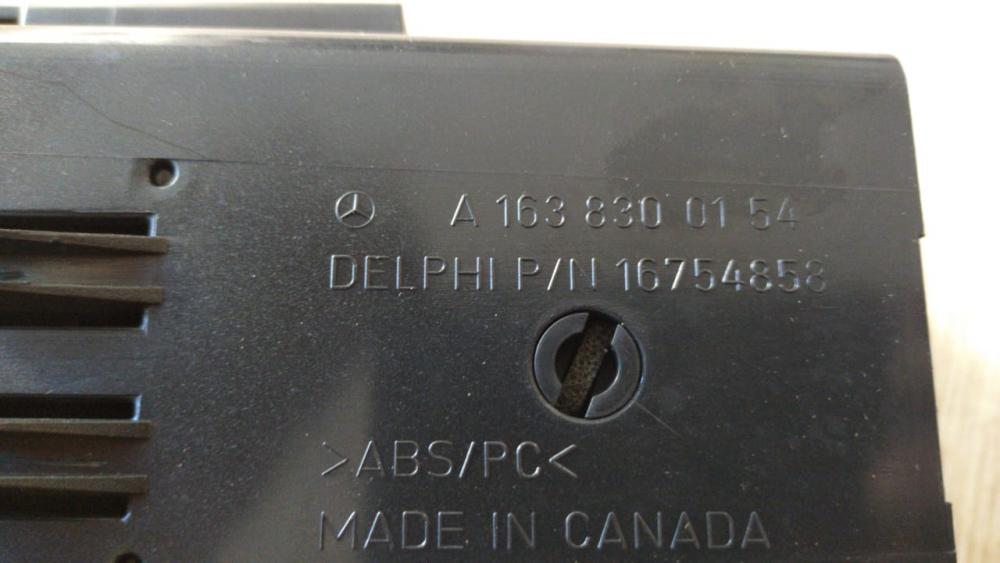 A 163 830 01 54
DELPHI P/N 16754858
>ABS/PC<
MADE IN CANADA